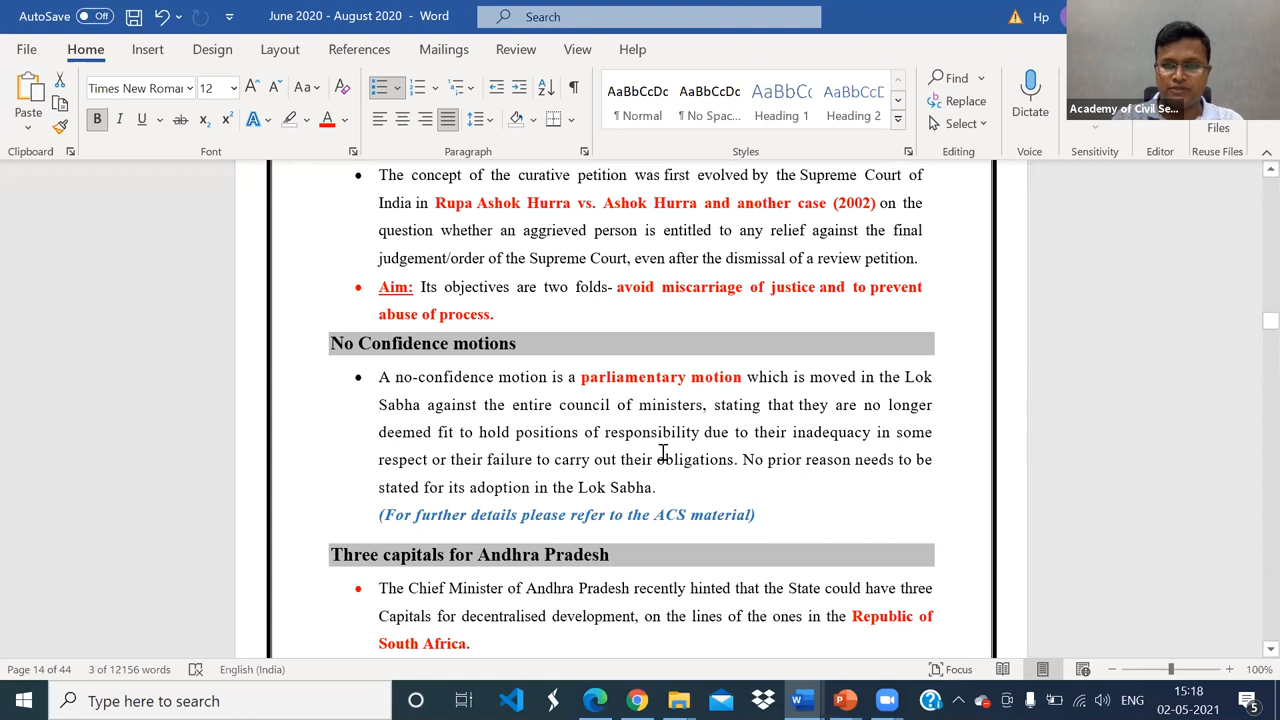 AutoSave Off June 2020 - August 2020 - Word Search Hp
File Home Insert Design Layout References Mailings Review View Help
Academy of Civil Se...
Paste
Times New Roma 12
AaBbCcDc AaBbCcDc AaBbC AaBbCcD
¶ Normal ¶ No Spac... Heading 1 Heading 2
Find
Replace
Select
Dictate
Files
Clipboard Font Paragraph Styles Editing Voice Sensitivity Editor Reuse Files
• The concept of the curative petition was first evolved by the Supreme Court of
India in Rupa Ashok Hurra vs. Ashok Hurra and another case (2002) on the
question whether an aggrieved person is entitled to any relief against the final
judgement/order of the Supreme Court, even after the dismissal of a review petition.
• Aim: Its objectives are two folds- avoid miscarriage of justice and to prevent
abuse of process.
No Confidence motions
• A no-confidence motion is a parliamentary motion which is moved in the Lok
Sabha against the entire council of ministers, stating that they are no longer
deemed fit to hold positions of responsibility due to their inadequacy in some
respect or their failure to carry out their obligations. No prior reason needs to be
stated for its adoption in the Lok Sabha.
(For further details please refer to the ACS material)
Three capitals for Andhra Pradesh
• The Chief Minister of Andhra Pradesh recently hinted that the State could have three
Capitals for decentralised development, on the lines of the ones in the Republic of
South Africa.
Page 14 of 44 3 of 12156 words English (India) Focus 100%
Type here to search ENG 15:18
02-05-2021 5